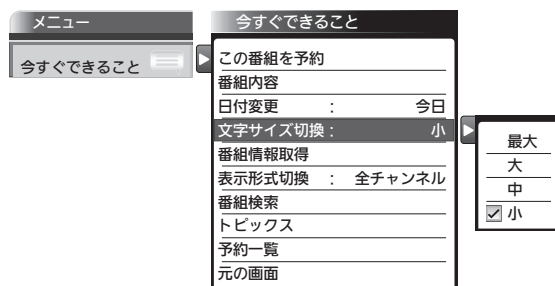 メニュー
今すぐできること
今すぐできること
この番組を予約
番組内容
日付変更 : 今日
文字サイズ切換 : 小
番組情報取得
表示形式切換 : 全チャンネル
番組検索
トピックス
予約一覧
元の画面
最大
大
中
小